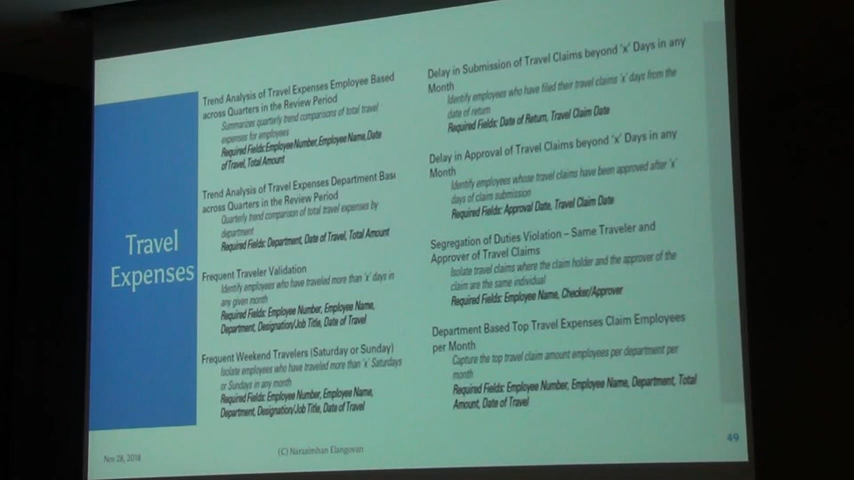 Travel
Expenses
Trend Analysis of Travel Expenses Employee Based
across Quarters in the Review Period
Summarizes quarterly trend comparisons of total travel
expenses for employees
Required Fields:Employee Number,Employee Name,Date
of Travel, Total Amount
Trend Analysis of Travel Expenses Department Base
across Quarters in the Review Period
Quarterly trend comparison of total travel expenses by
department
Required Fields: Department, Date of Travel, Total Amount
Frequent Traveler Validation
Identify employees who have traveled more than 'x' days in
any given month
Required Fields: Employee Number, Employee Name,
Department, Designation/Job Title, Date of Travel
Frequent Weekend Travelers (Saturday or Sunday)
Isolate employees who have traveled more than 'x' Saturdays
or Sundays in any month
Required Fields: Employee Number, Employee Name,
Department, Designation/Job Title, Date of Travel
Delay in Submission of Travel Claims beyond 'x' Days in any
Month
Identify employees who have filed their travel claims 'x' days from the
date of return
Required Fields: Date of Return, Travel Claim Date
Delay in Approval of Travel Claims beyond 'x' Days in any
Month
Identify employees whose travel claims have been approved after 'x'
days of claim submission
Required Fields: Approval Date, Travel Claim Date
Segregation of Duties Violation – Same Traveler and
Approver of Travel Claims
Isolate travel claims where the claim holder and the approver of the
claim are the same individual
Required Fields: Employee Name, Checker/Approver
Department Based Top Travel Expenses Claim Employees
per Month
Capture the top travel claim amount employees per department per
month
Required Fields: Employee Number, Employee Name, Department, Total
Amount, Date of Travel
Nov 28, 2018
(C) Narasimhan Elangovan
49